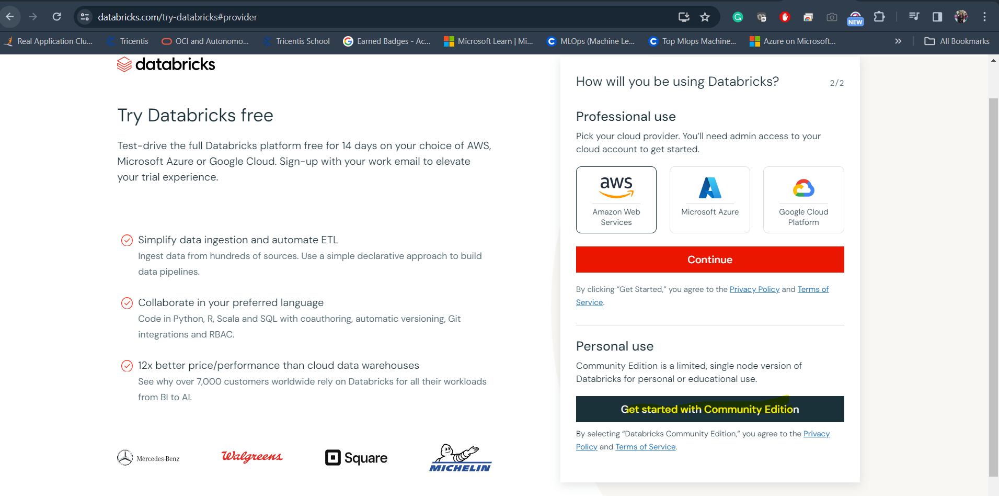 databricks.com/try-databricks#provider
NEW
Real Application Clu...
Tricentis
OCI and Autonomo...
Tricentis School
Earned Badges - Ac...
Microsoft Learn | Mi...
MLOps (Machine Le...
Top Mlops Machine...
Azure on Microsoft...
»
All Bookmarks
databricks
Try Databricks free
Test-drive the full Databricks platform free for 14 days on your choice of AWS,
Microsoft Azure or Google Cloud. Sign-up with your work email to elevate
your trial experience.
Simplify data ingestion and automate ETL
Ingest data from hundreds of sources. Use a simple declarative approach to build
data pipelines.
Collaborate in your preferred language
Code in Python, R, Scala and SQL with coauthoring, automatic versioning, Git
integrations and RBAC.
12x better price/performance than cloud data warehouses
See why over 7,000 customers worldwide rely on Databricks for all their workloads
from BI to AI.
Mercedes-Benz
Walgreens
Square
MICHELIN
How will you be using Databricks?
2/2
Professional use
Pick your cloud provider. You’ll need admin access to your
cloud account to get started.
aws
Amazon Web
Services
Microsoft Azure
Google Cloud
Platform
Continue
By clicking “Get Started,” you agree to the Privacy Policy and Terms of
Service.
Personal use
Community Edition is a limited, single node version of
Databricks for personal or educational use.
Get started with Community Edition
By selecting “Databricks Community Edition,” you agree to the Privacy
Policy and Terms of Service.